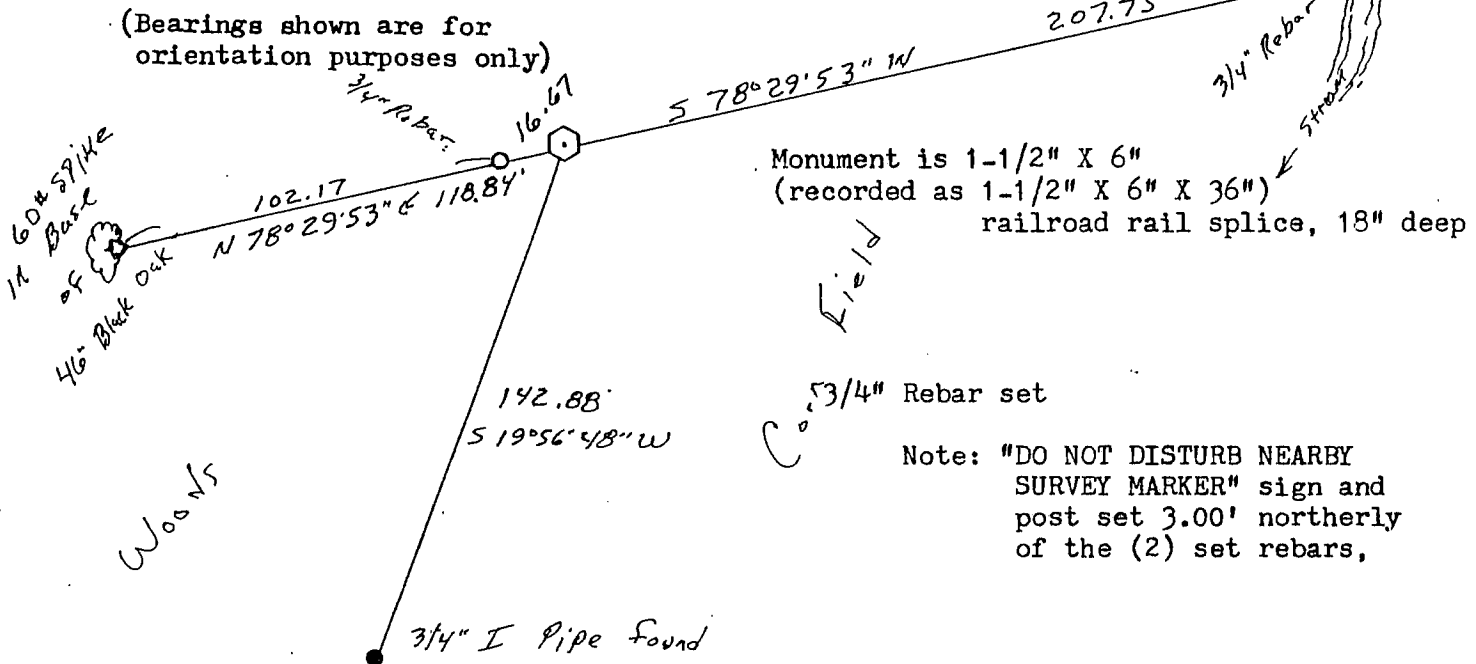 (Bearings shown are for
orientation purposes only)
207.73
3/4" Rebar
S 78° 29' 53" W
Stream
3/4" Rebar.
16.67
60d SPIKE
IN Base
of
46" Black Oak
102.17
N 78° 29' 53" E 118.84'
Monument is 1-1/2" X 6"
(recorded as 1-1/2" X 6" X 36")
railroad rail splice, 18" deep
Field
142.88'
S 19° 56' 48" W
3/4" Rebar set
Note: "DO NOT DISTURB NEARBY
SURVEY MARKER" sign and
post set 3.00' northerly
of the (2) set rebars,
Woods
3/4" I Pipe found